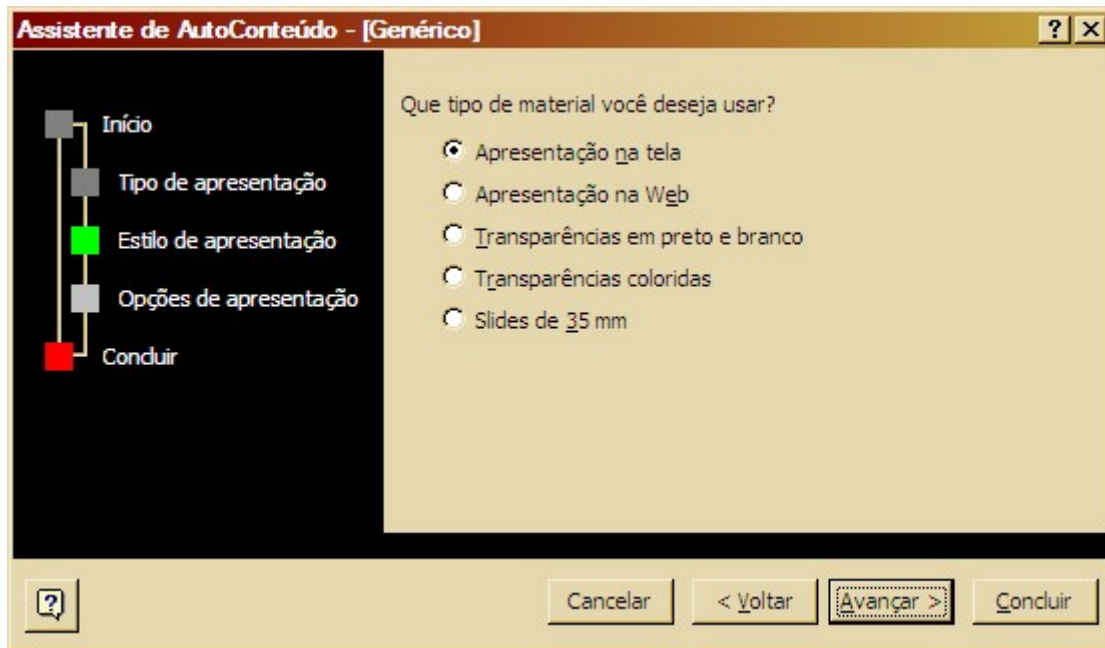 Assistente de AutoConteúdo - [Genérico]
Início
Tipo de apresentação
Estilo de apresentação
Opções de apresentação
Concluir
Que tipo de material você deseja usar?
Apresentação na tela
Apresentação na Web
Transparências em preto e branco
Transparências coloridas
Slides de 35 mm
Cancelar
< Voltar
Avançar >
Concluir